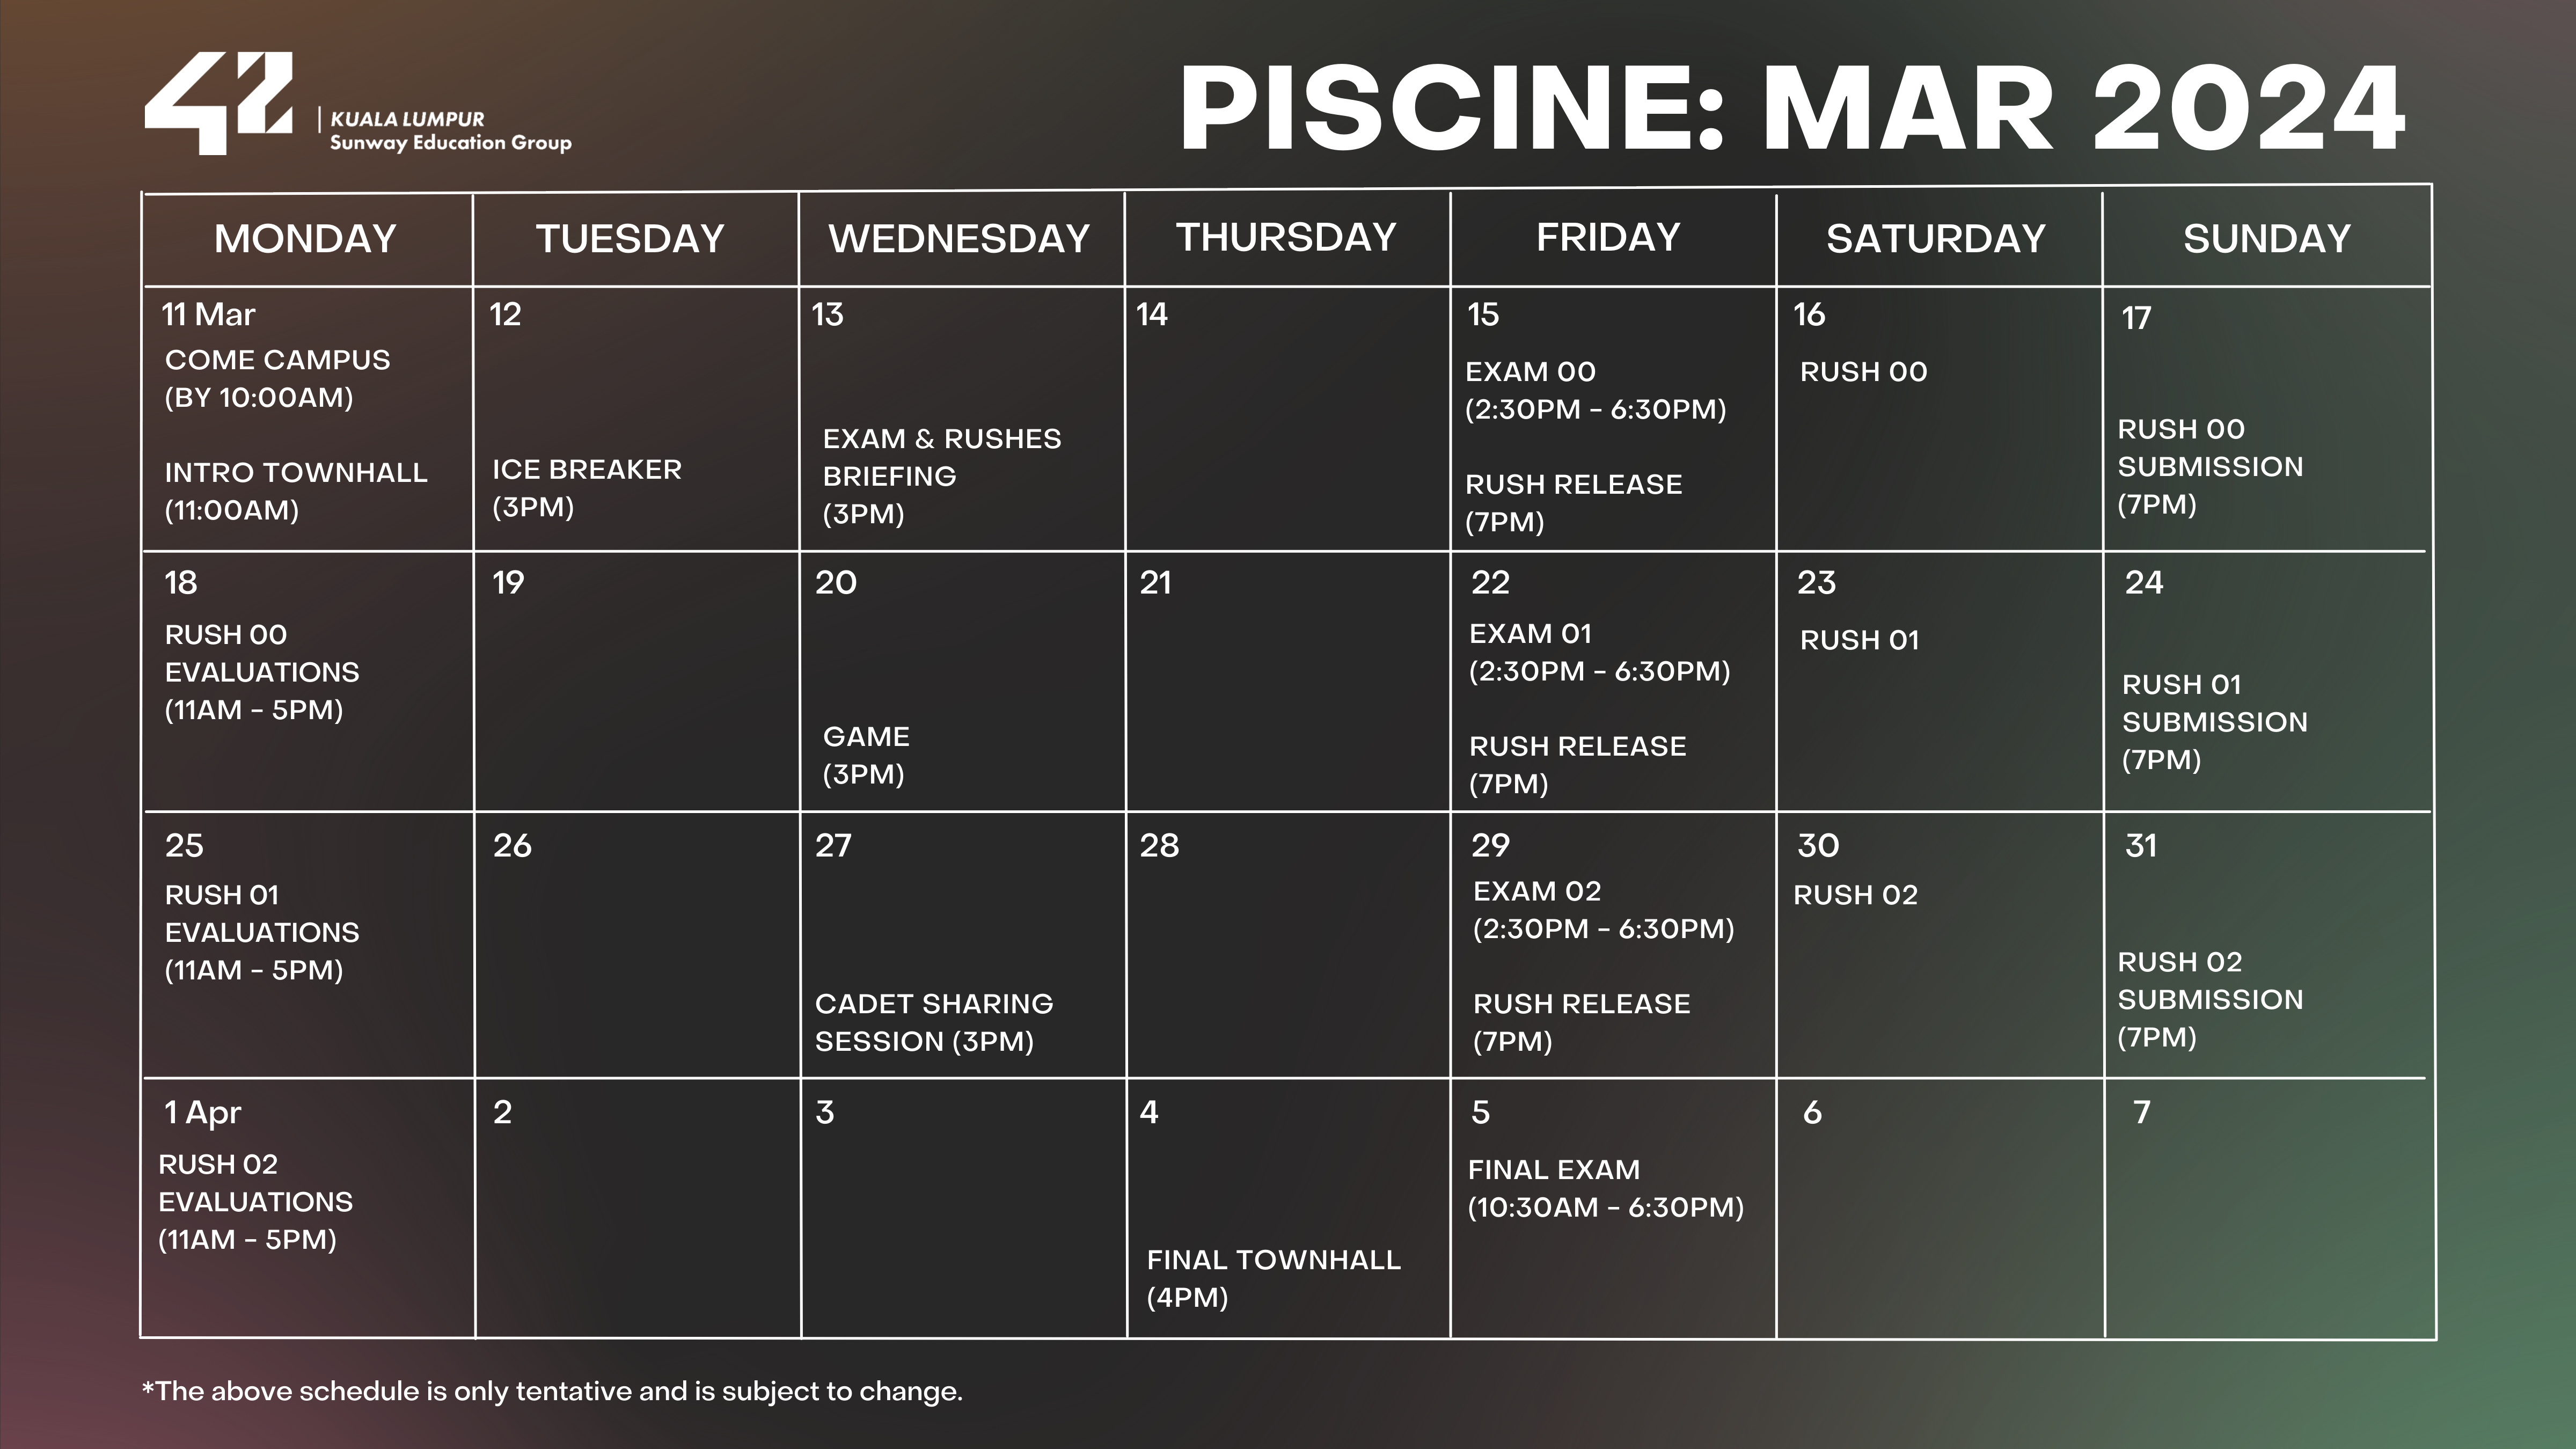 42
KUALA LUMPUR
Sunway Education Group
PISCINE: MAR 2024
MONDAY
TUESDAY
WEDNESDAY
THURSDAY
FRIDAY
SATURDAY
SUNDAY
11 Mar
COME CAMPUS
(BY 10:00AM)
INTRO TOWNHALL
(11:00AM)
12
ICE BREAKER
(3PM)
13
EXAM & RUSHES
BRIEFING
(3PM)
14
15
EXAM 00
(2:30PM - 6:30PM)
RUSH RELEASE
(7PM)
16
RUSH 00
17
RUSH 00
SUBMISSION
(7PM)
18
RUSH 00
EVALUATIONS
(11AM - 5PM)
19
20
GAME
(3PM)
21
22
EXAM 01
(2:30PM - 6:30PM)
RUSH RELEASE
(7PM)
23
RUSH 01
24
RUSH 01
SUBMISSION
(7PM)
25
RUSH 01
EVALUATIONS
(11AM - 5PM)
26
27
CADET SHARING
SESSION (3PM)
28
29
EXAM 02
(2:30PM - 6:30PM)
RUSH RELEASE
(7PM)
30
RUSH 02
31
RUSH 02
SUBMISSION
(7PM)
1 Apr
RUSH 02
EVALUATIONS
(11AM - 5PM)
2
3
4
FINAL TOWNHALL
(4PM)
5
FINAL EXAM
(10:30AM - 6:30PM)
6
7
*The above schedule is only tentative and is subject to change.